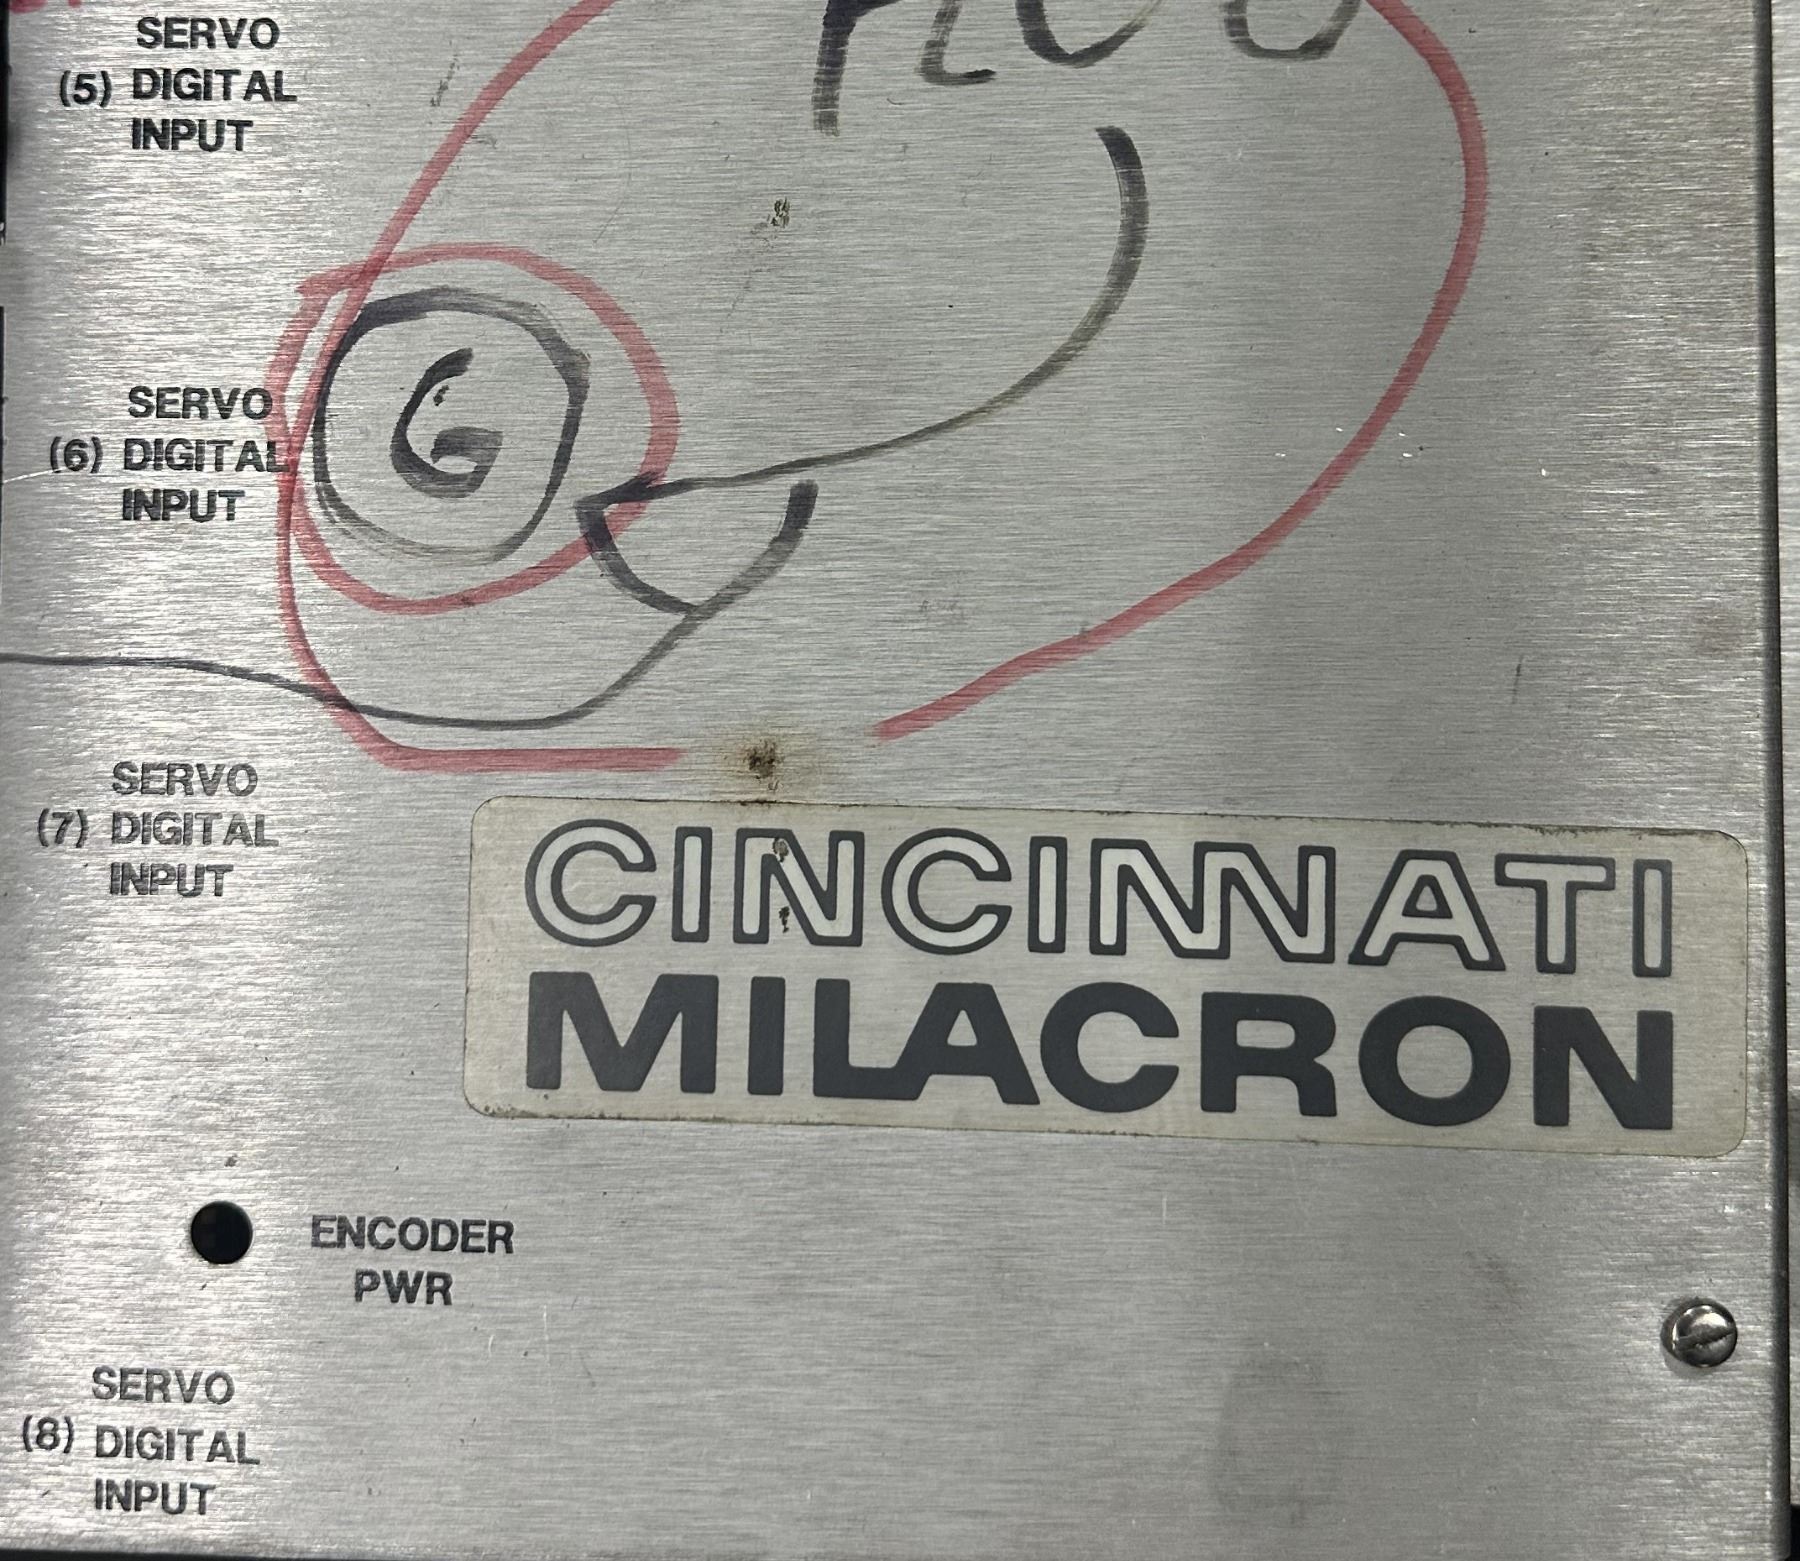 SERVO
(5) DIGITAL
INPUT
6
SERVO
(6) DIGITAL
INPUT
SERVO
(7) DIGITAL
INPUT
CINCINNATI
MILACRON
ENCODER
PWR
SERVO
(8) DIGITAL
INPUT